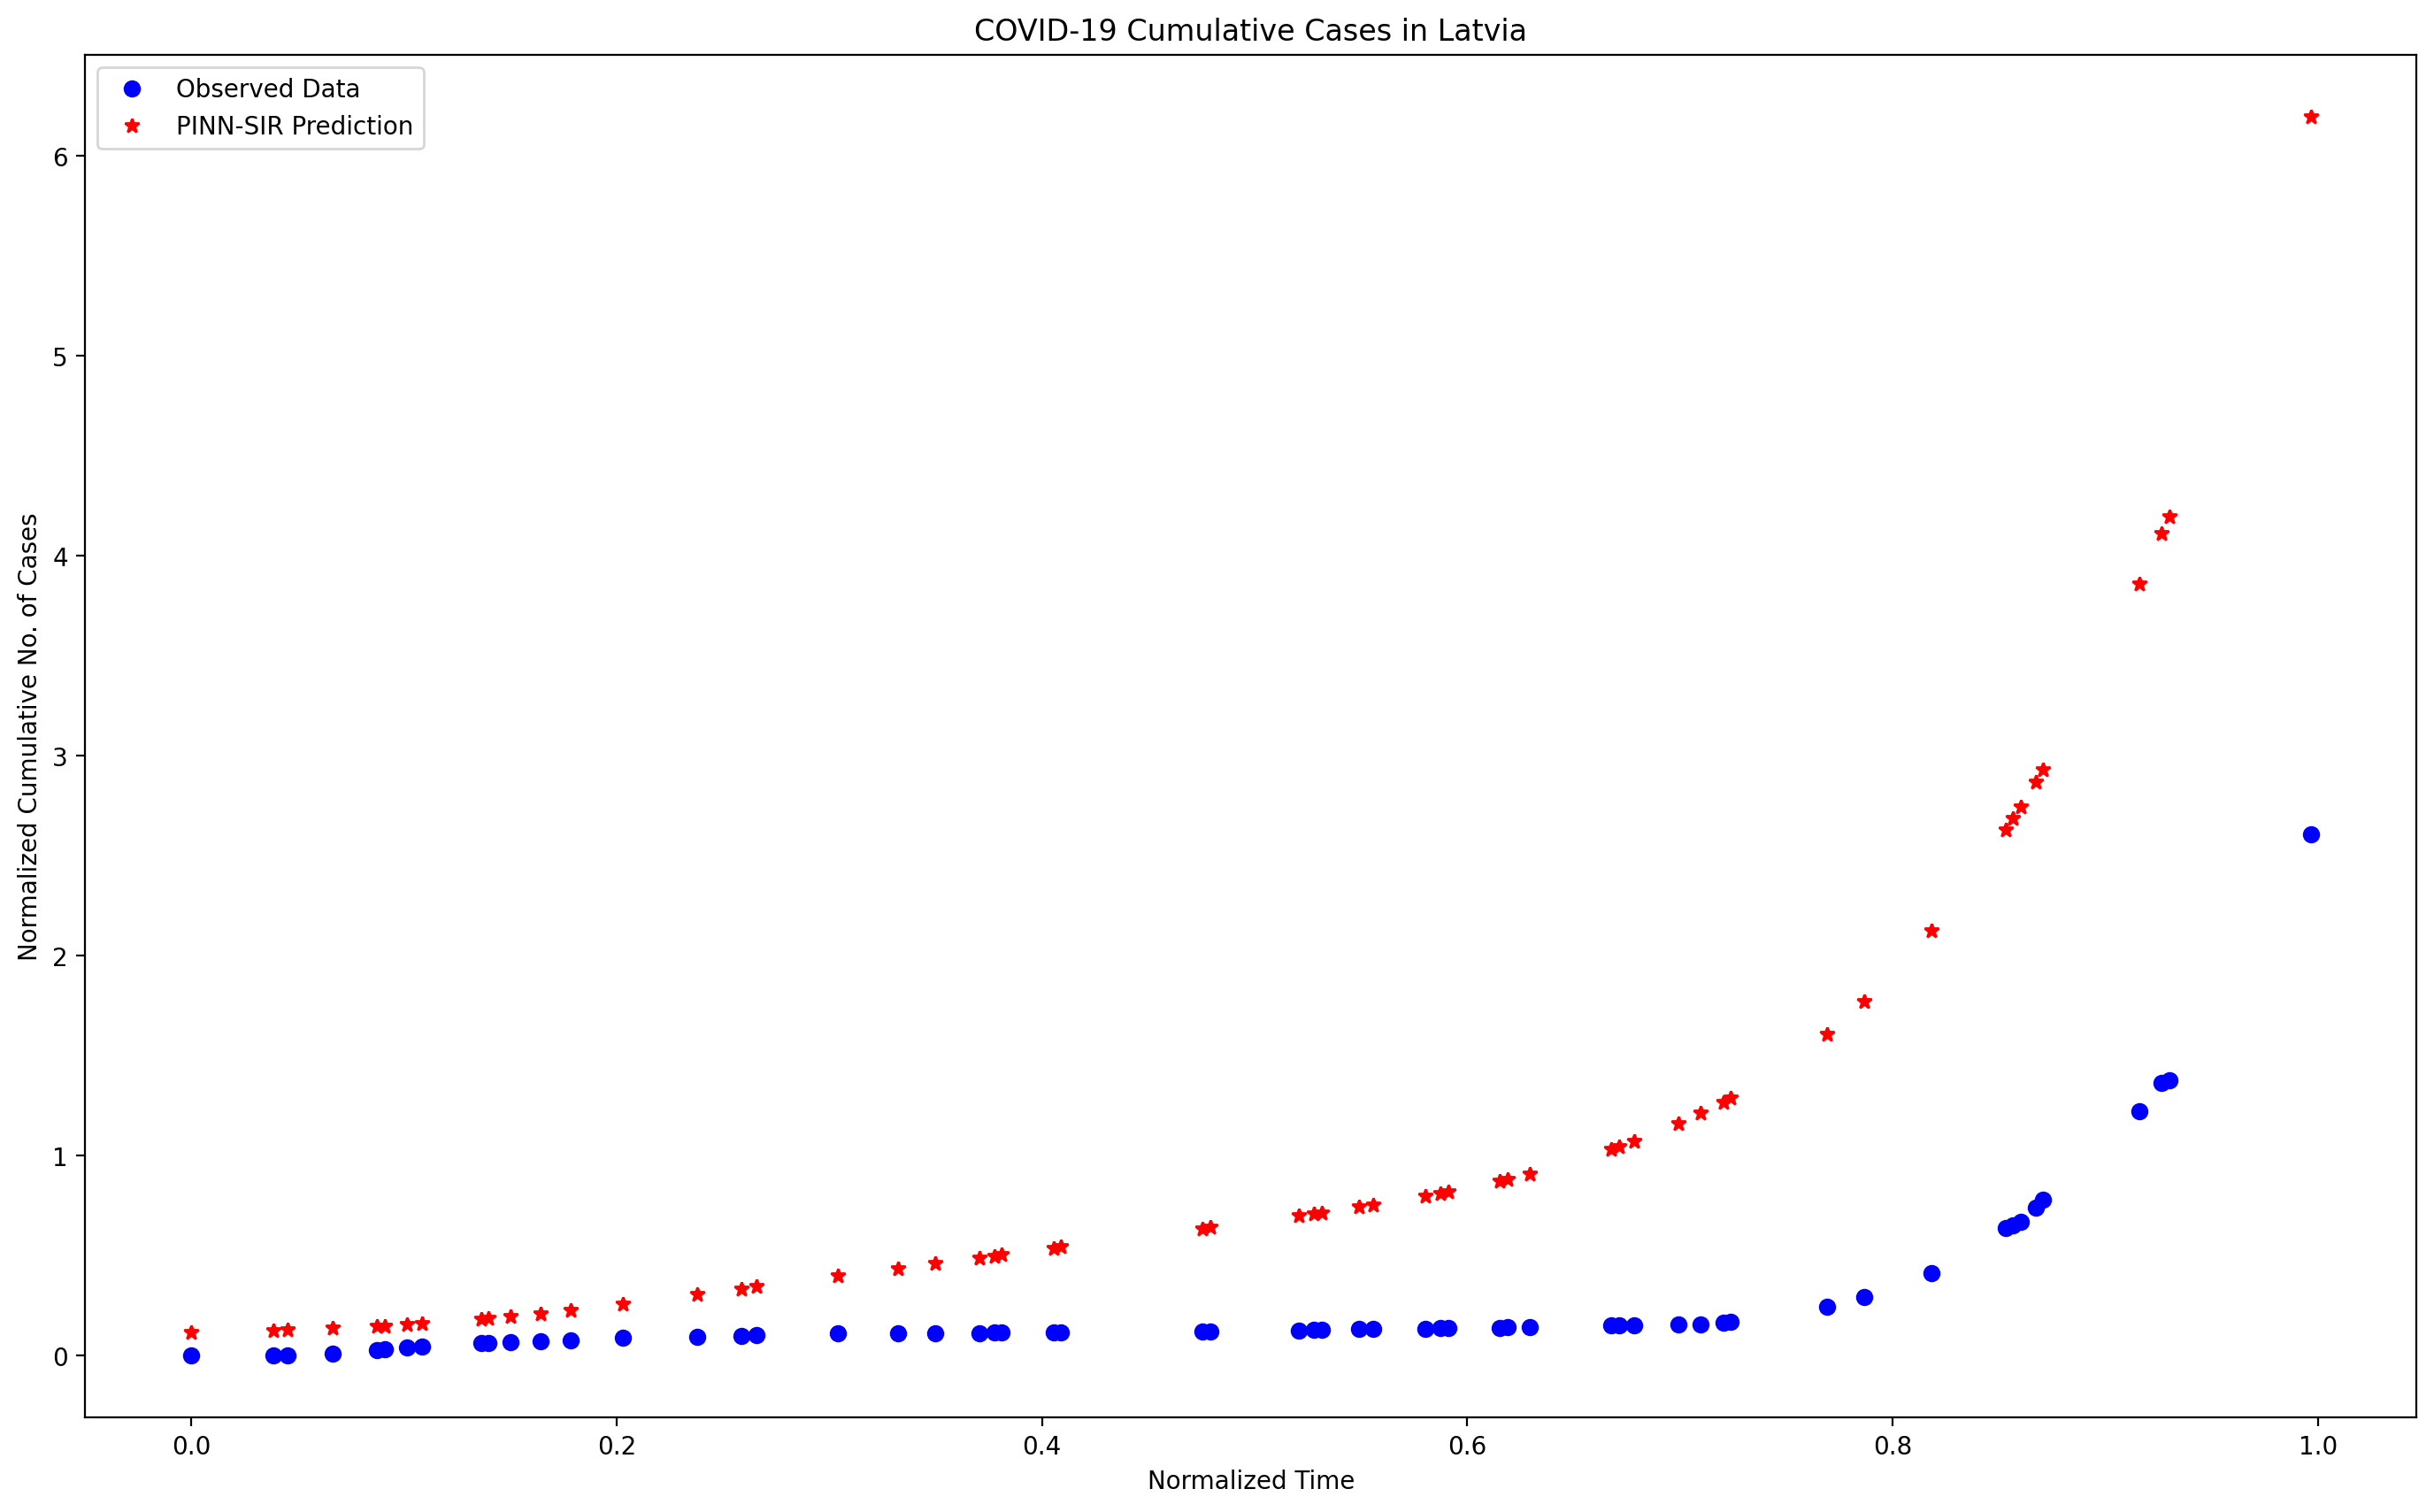 COVID-19 Cumulative Cases in Latvia
Observed Data
PINN-SIR Prediction
Normalized Cumulative No. of Cases
6
5
4
3
2
1
0
0.0 0.2 0.4 0.6 0.8 1.0
Normalized Time